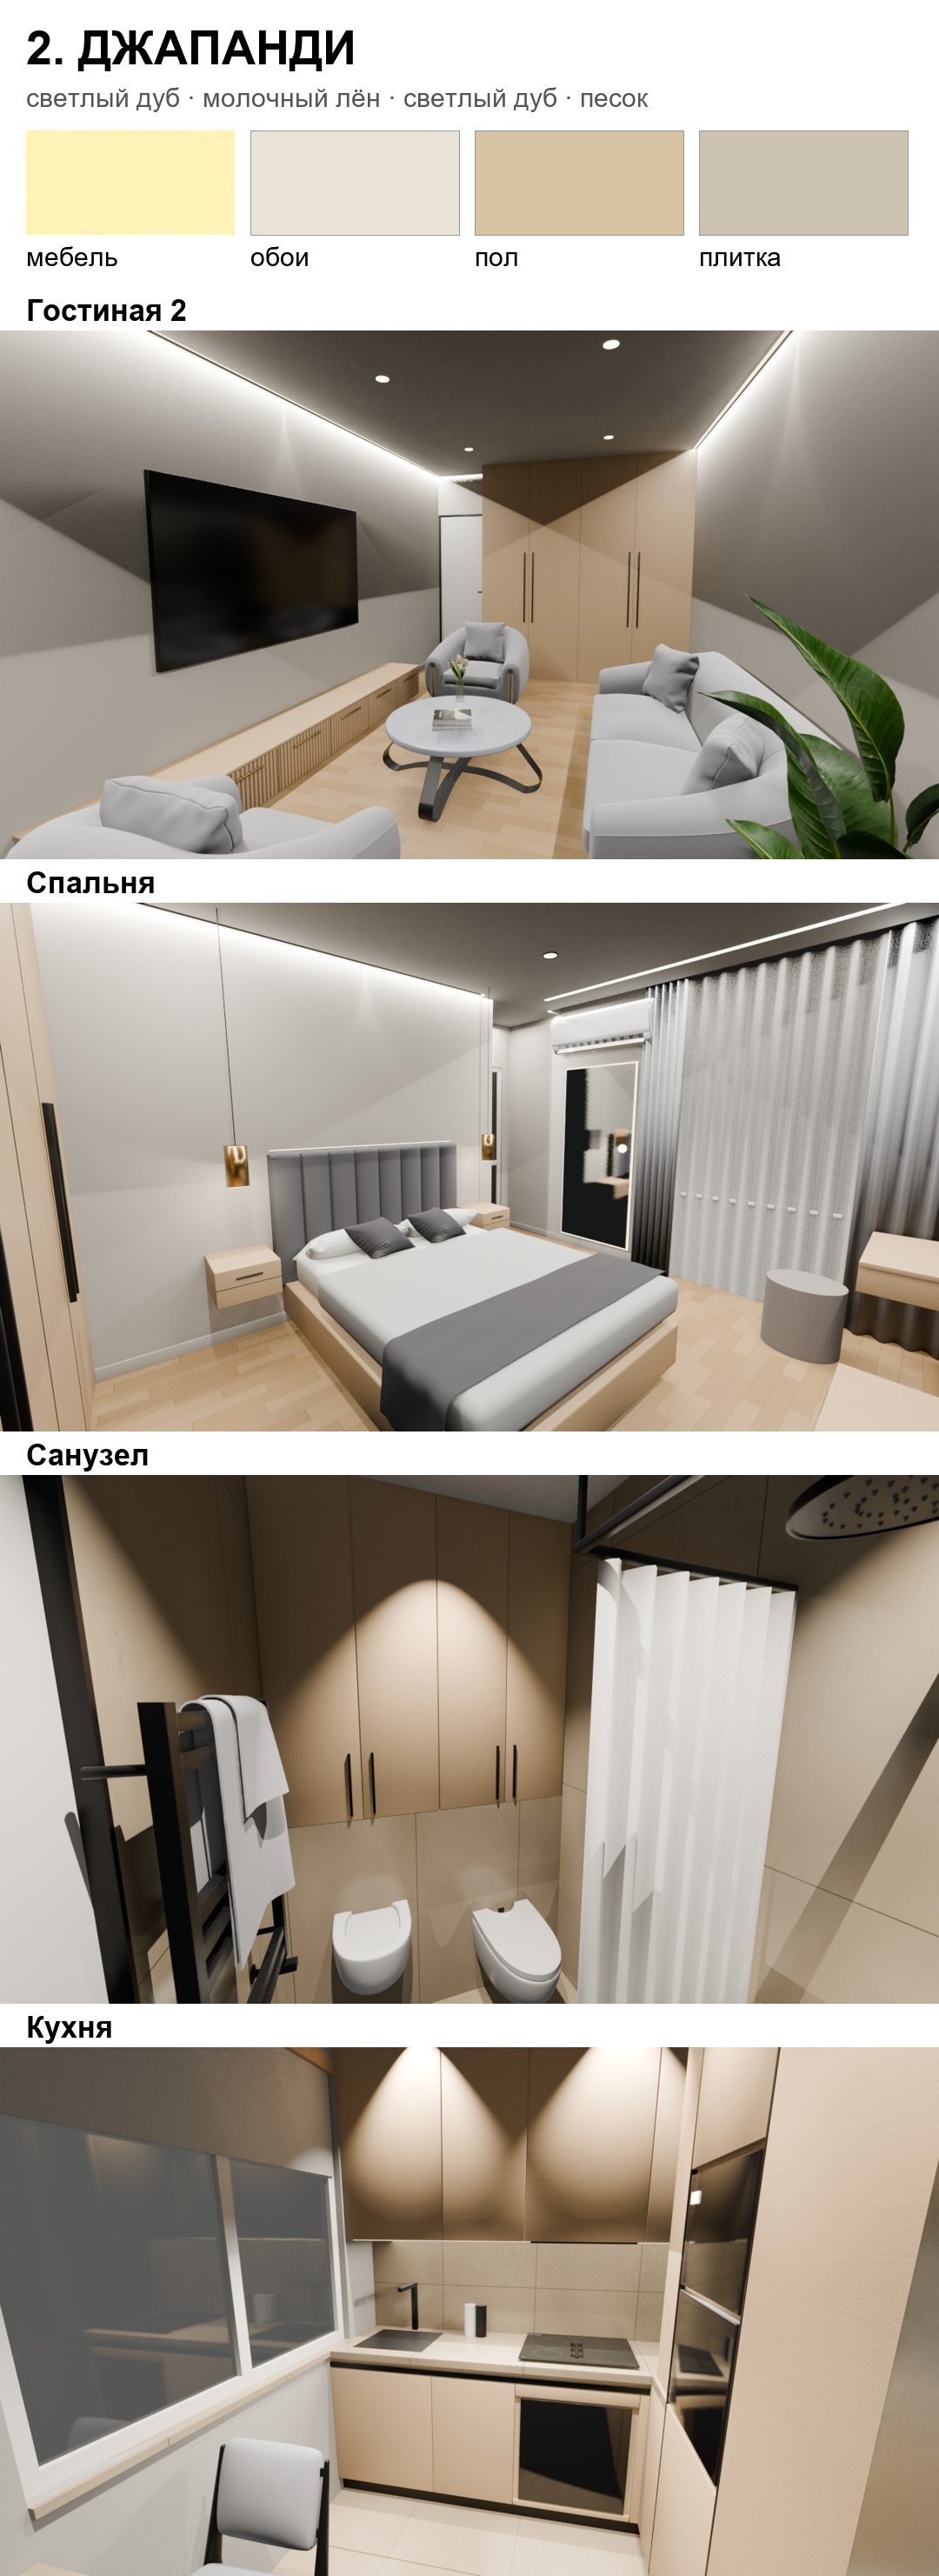 2. ДЖАПАНДИ
светлый дуб · молочный лён · светлый дуб · песок
мебель обои пол плитка
Гостиная 2
Спальня
Санузел
Кухня